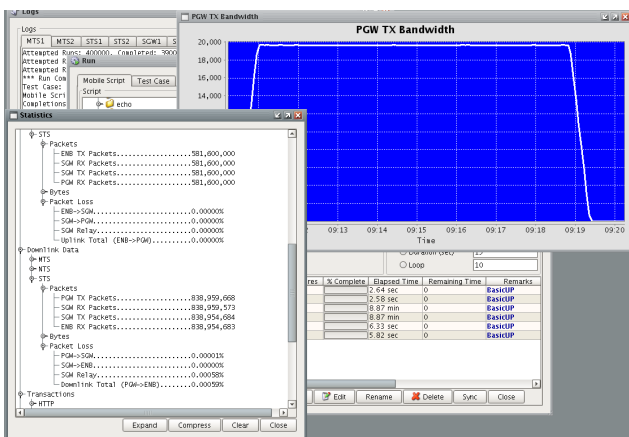 Logs
Logs
MTS1 MTS2 STS1 STS2 SGW1 S
Attempted Runs: 400000, Completed: 3900
Attempted R
Attempted R
*** Run Com
Test Case:
Mobile Scri
Completions
Run
Mobile Script Test Case
Script
echo
PGW TX Bandwidth
PGW TX Bandwidth
20,000
18,000
16,000
14,000
09:13 09:14 09:15 09:16 09:17 09:18 09:19 09:20
Time
Statistics
STS
Packets
ENB TX Packets.................581,600,000
SGW RX Packets.................581,600,000
SGW TX Packets.................581,600,000
PGW RX Packets.................581,600,000
Bytes
Packet Loss
ENB->SGW.......................0.00000%
SGW->PGW.......................0.00000%
SGW Relay......................0.00000%
Uplink Total (ENB->PGW)........0.00000%
Downlink Data
MTS
NTS
STS
Packets
PGW TX Packets.................838,959,668
SGW RX Packets.................838,959,573
SGW TX Packets.................838,954,684
ENB RX Packets.................838,954,683
Bytes
Packet Loss
PGW->SGW.......................0.00001%
SGW->ENB.......................0.00000%
SGW Relay......................0.00058%
Downlink Total (PGW->ENB)......0.00059%
Transactions
HTTP
Expand Compress Clear Close
Duration (Sec) 15
Loop 10
res % Complete Elapsed Time Remaining Time Remarks
2.64 sec 0 BasicUP
2.58 sec 0 BasicUP
8.87 min 0 BasicUP
8.87 min 0 BasicUP
6.33 sec 0 BasicUP
5.82 sec 0 BasicUP
Edit Rename Delete Sync Close